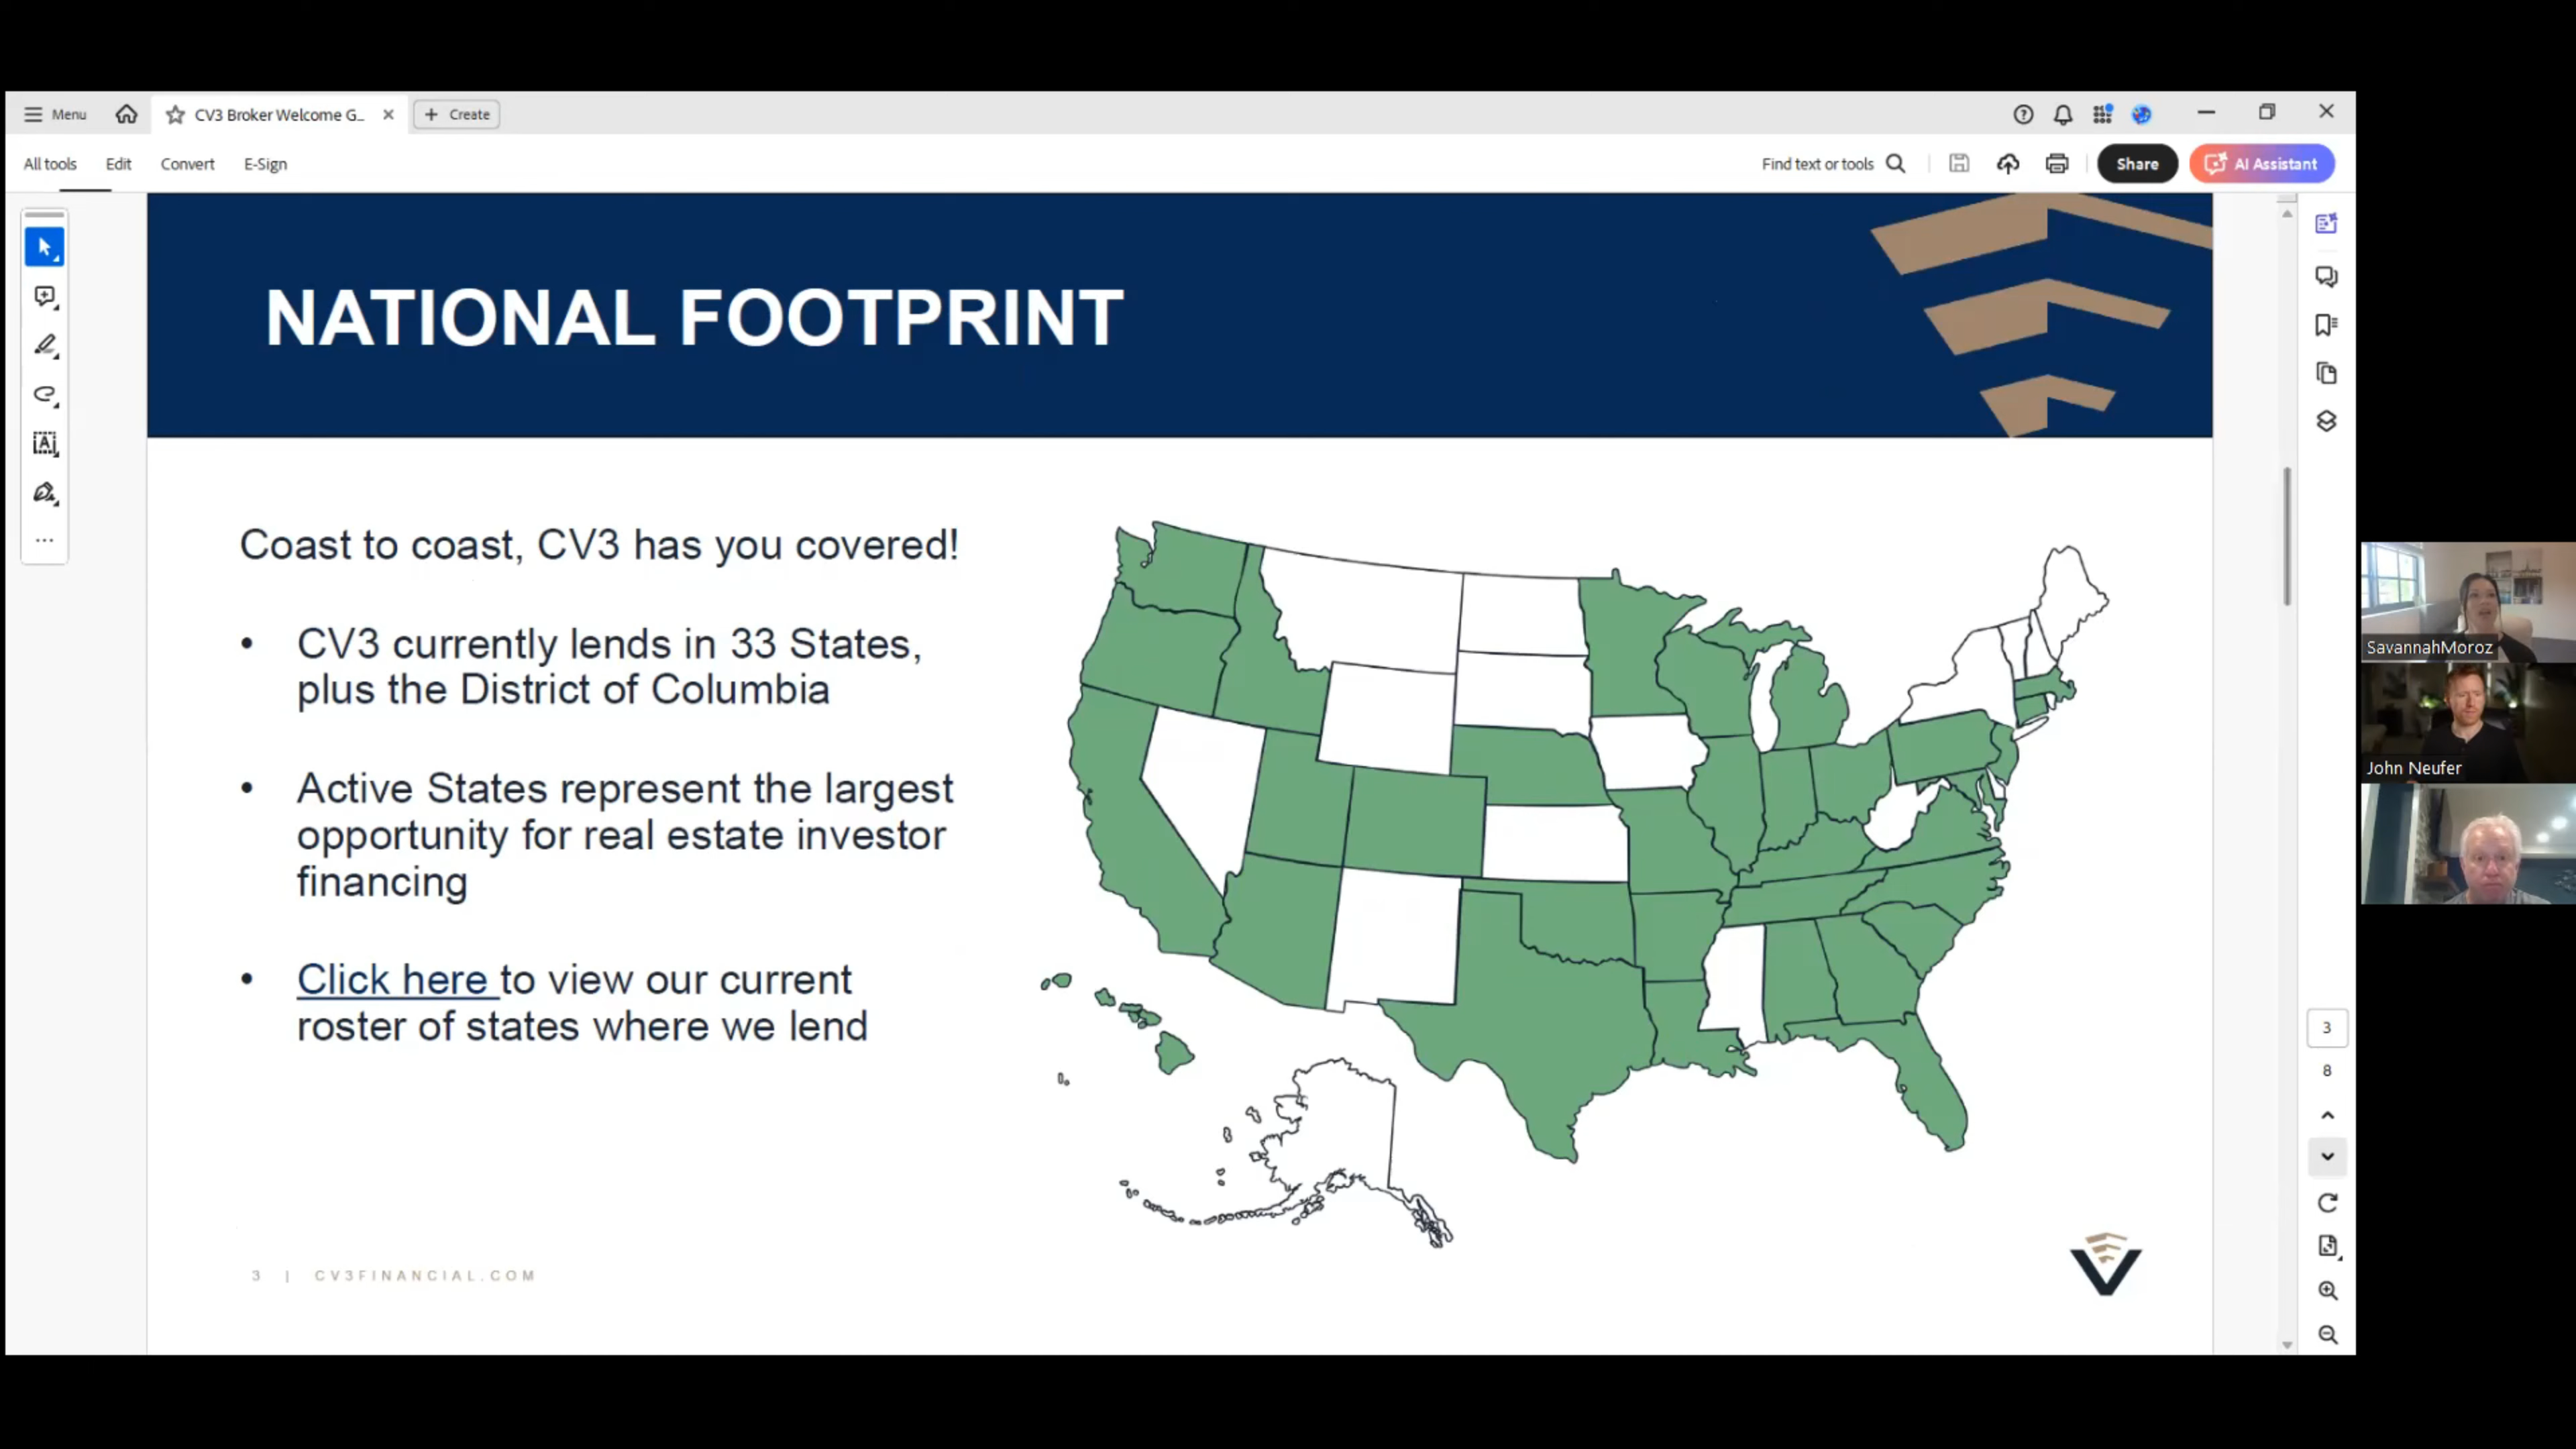 Menu
CV3 Broker Welcome G...
Create
All tools
Edit
Convert
E-Sign
Find text or tools
Share
AI Assistant
NATIONAL FOOTPRINT
Coast to coast, CV3 has you covered!
• CV3 currently lends in 33 States,
plus the District of Columbia
• Active States represent the largest
opportunity for real estate investor
financing
• Click here to view our current
roster of states where we lend
3 | CV3FINANCIAL.COM
3
8
SavannahMoroz
John Neufer